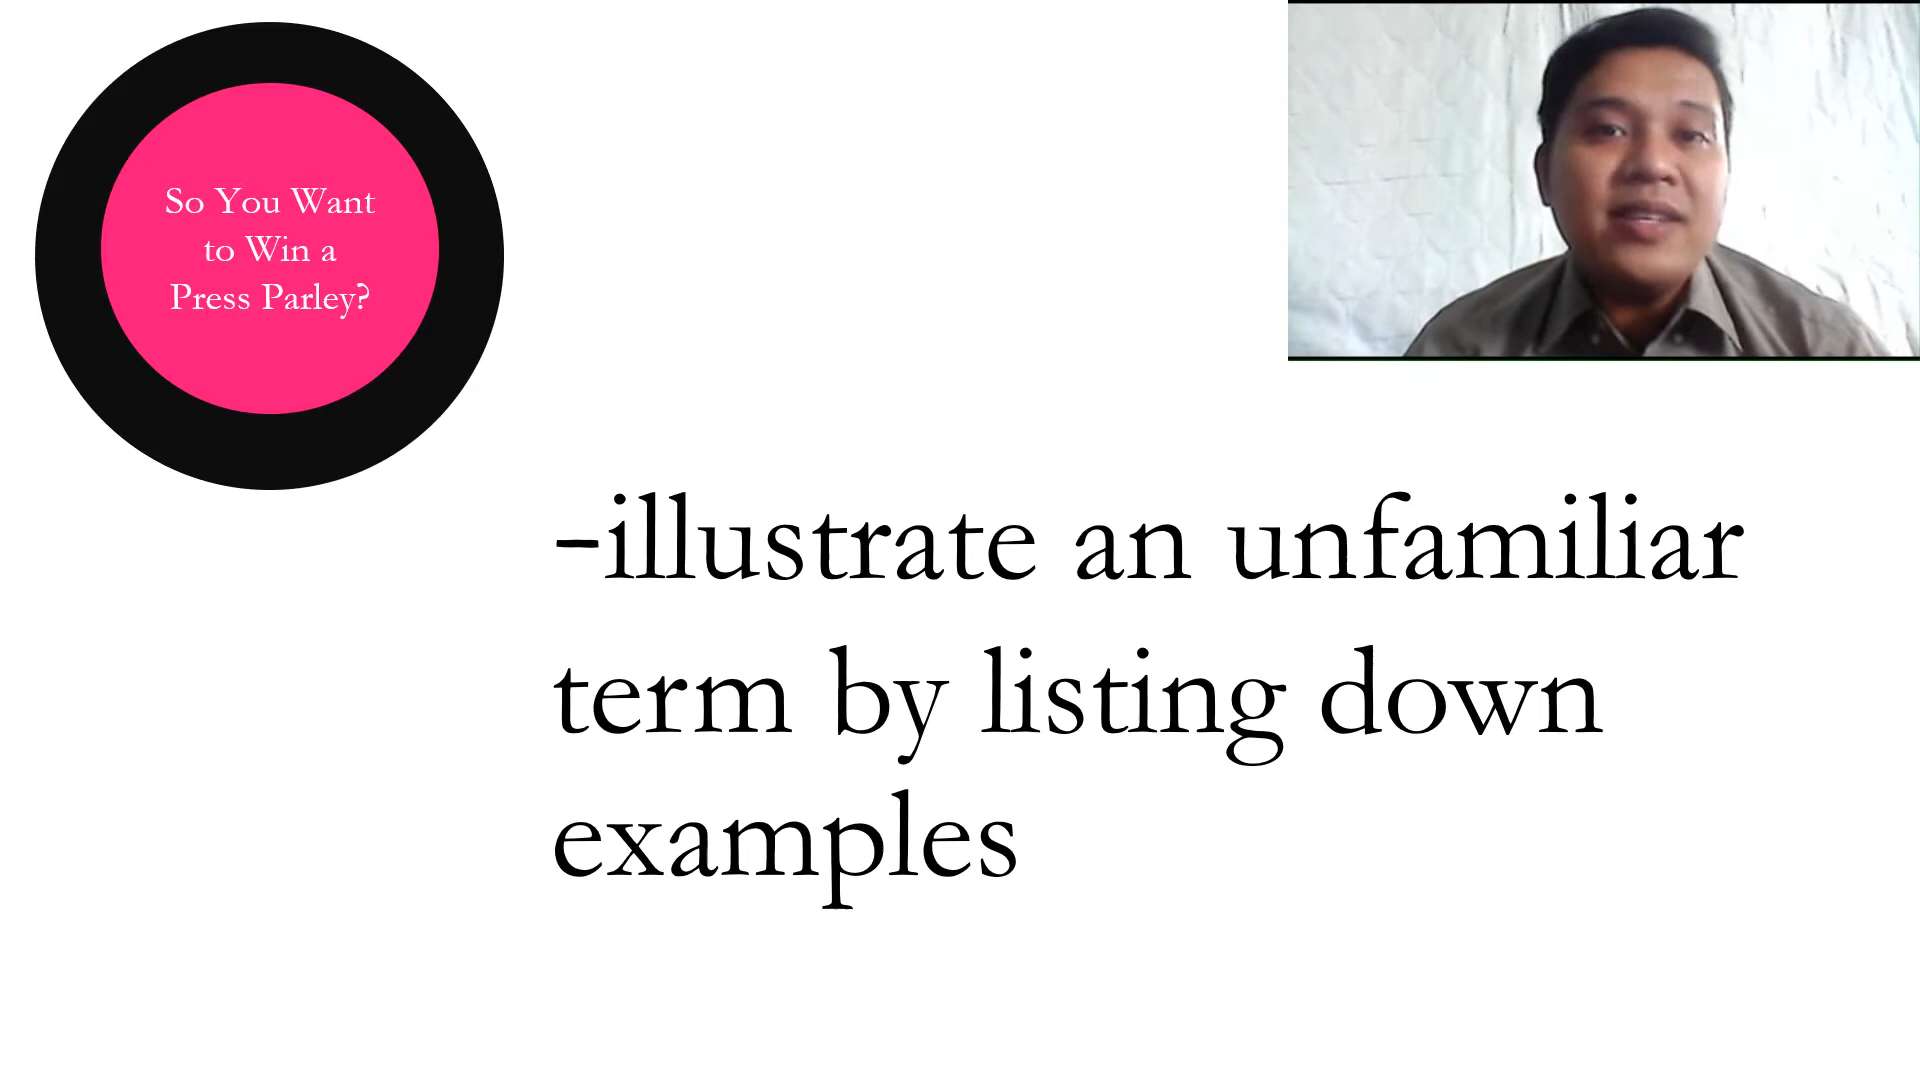 So You Want
to Win a
Press Parley?
-illustrate an unfamiliar
term by listing down
examples